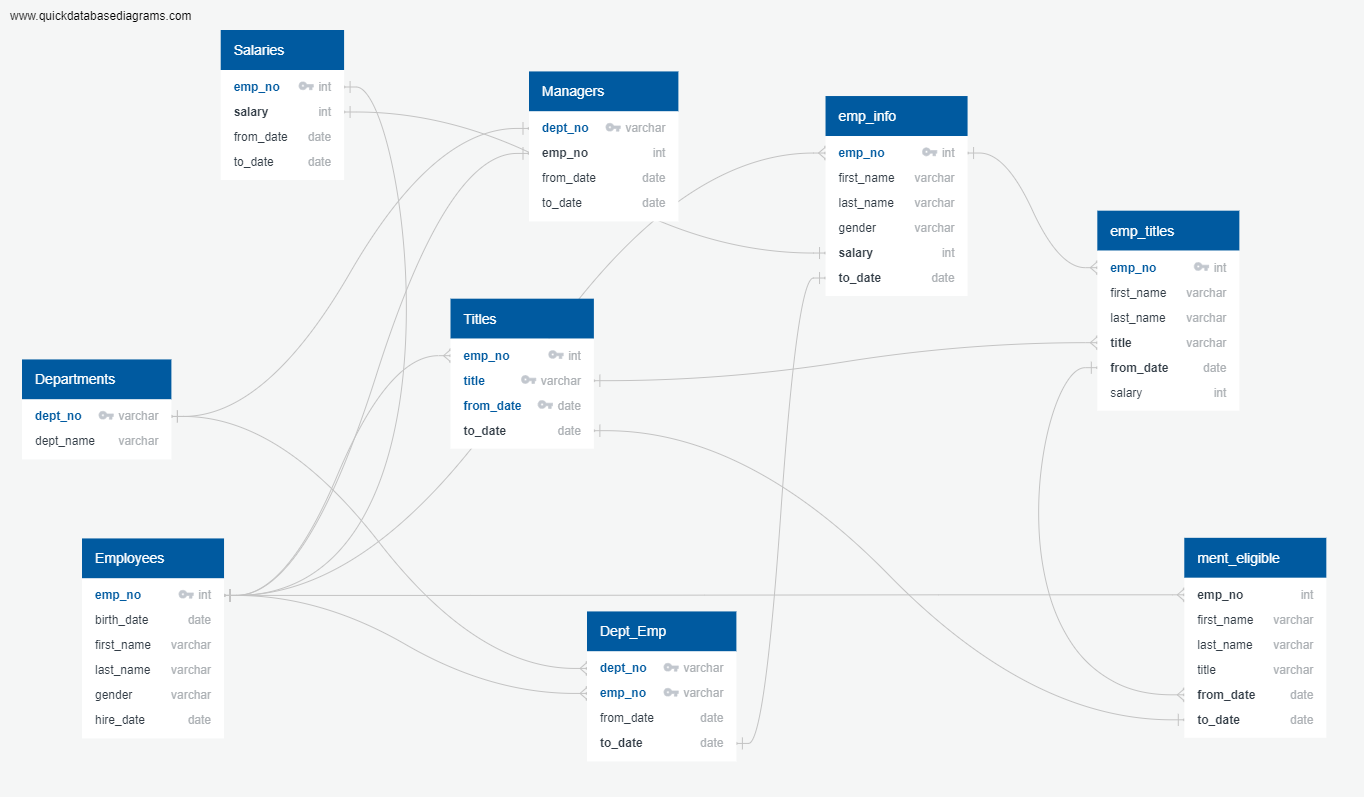 www.quickdatabasediagrams.com
Salaries
emp_no int
salary int
from_date date
to_date date
Managers
dept_no varchar
emp_no int
from_date date
to_date date
emp_info
emp_no int
first_name varchar
last_name varchar
gender varchar
salary int
to_date date
emp_titles
emp_no int
first_name varchar
last_name varchar
title varchar
from_date date
salary int
Titles
emp_no int
title varchar
from_date date
to_date date
Departments
dept_no varchar
dept_name varchar
Employees
emp_no int
birth_date date
first_name varchar
last_name varchar
gender varchar
hire_date date
Dept_Emp
dept_no varchar
emp_no varchar
from_date date
to_date date
ment_eligible
emp_no int
first_name varchar
last_name varchar
title varchar
from_date date
to_date date